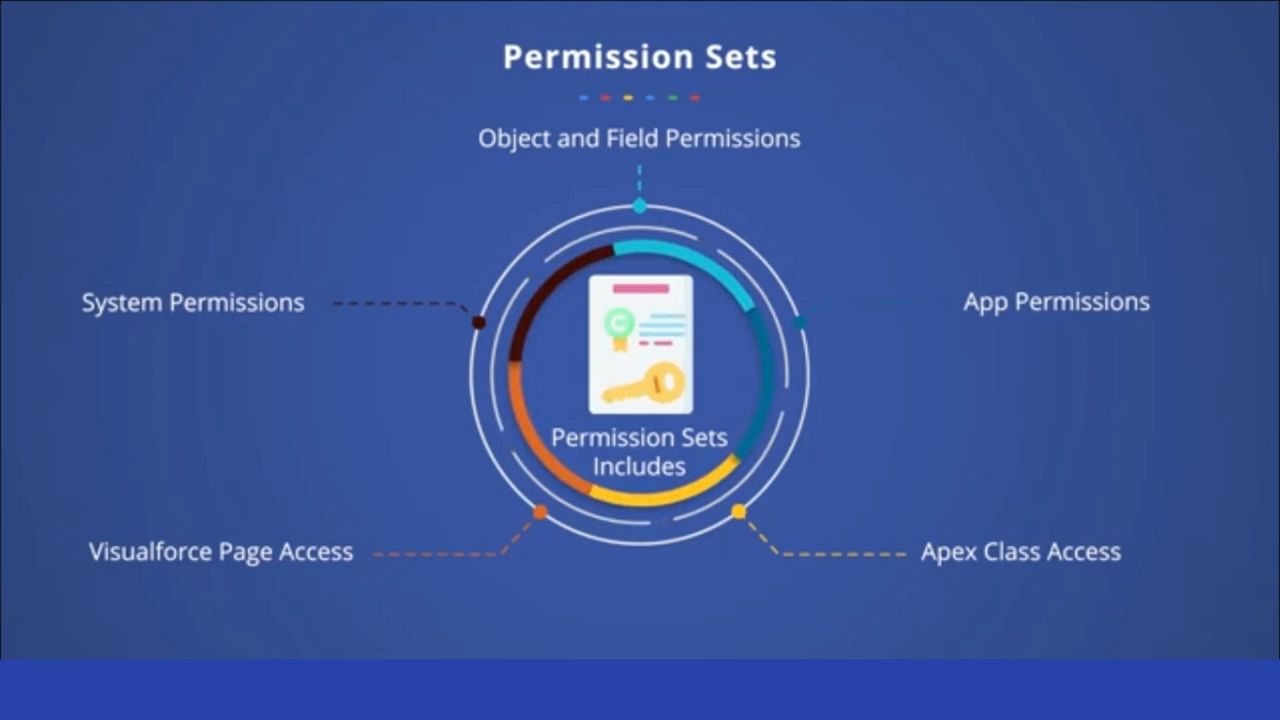 Permission Sets
Object and Field Permissions
System Permissions
App Permissions
Permission Sets
Includes
Visualforce Page Access
Apex Class Access